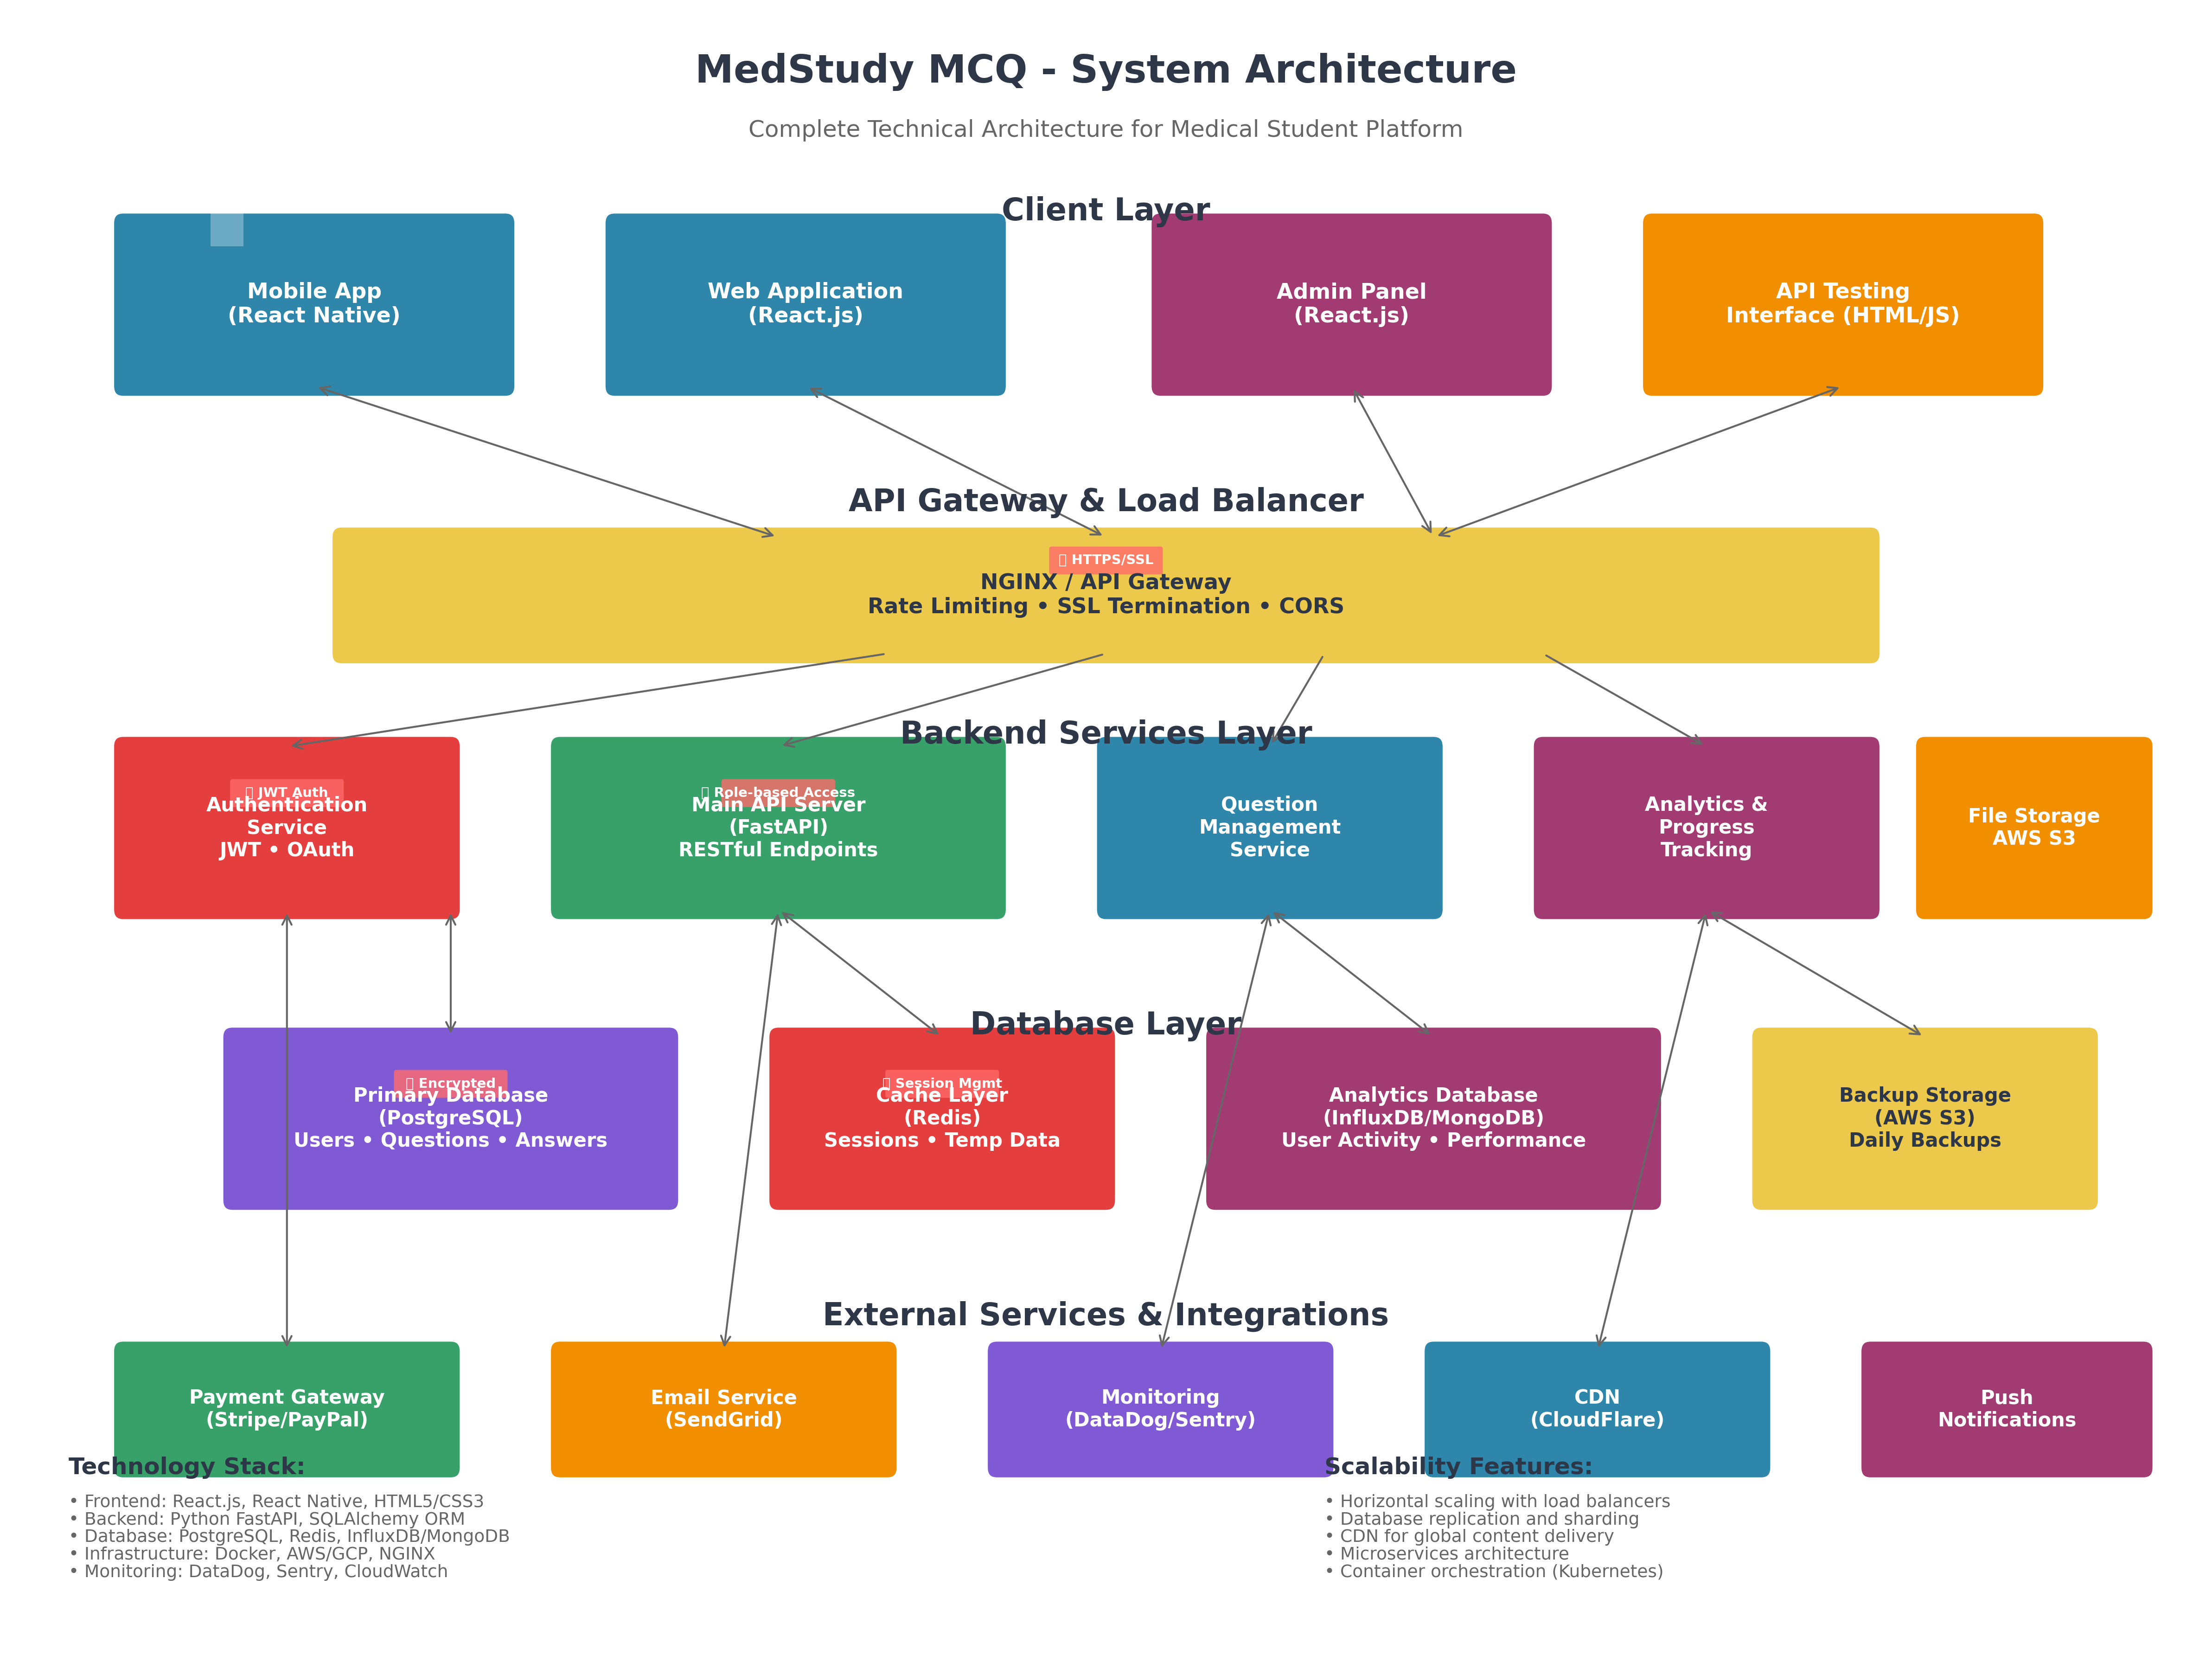 MedStudy MCQ - System Architecture
Complete Technical Architecture for Medical Student Platform
Client Layer
Mobile App
(React Native)
Web Application
(React.js)
Admin Panel
(React.js)
API Testing
Interface (HTML/JS)
API Gateway & Load Balancer
HTTPS/SSL
NGINX / API Gateway
Rate Limiting • SSL Termination • CORS
Backend Services Layer
JWT Auth
Authentication
Service
JWT • OAuth
Role-based Access
Main API Server
(FastAPI)
RESTful Endpoints
Question
Management
Service
Analytics &
Progress
Tracking
File Storage
AWS S3
Database Layer
Encrypted
Primary Database
(PostgreSQL)
Users • Questions • Answers
Session Mgmt
Cache Layer
(Redis)
Sessions • Temp Data
Analytics Database
(InfluxDB/MongoDB)
User Activity • Performance
Backup Storage
(AWS S3)
Daily Backups
External Services & Integrations
Payment Gateway
(Stripe/PayPal)
Email Service
(SendGrid)
Monitoring
(DataDog/Sentry)
CDN
(CloudFlare)
Push
Notifications
Technology Stack:
• Frontend: React.js, React Native, HTML5/CSS3
• Backend: Python FastAPI, SQLAlchemy ORM
• Database: PostgreSQL, Redis, InfluxDB/MongoDB
• Infrastructure: Docker, AWS/GCP, NGINX
• Monitoring: DataDog, Sentry, CloudWatch
Scalability Features:
• Horizontal scaling with load balancers
• Database replication and sharding
• CDN for global content delivery
• Microservices architecture
• Container orchestration (Kubernetes)